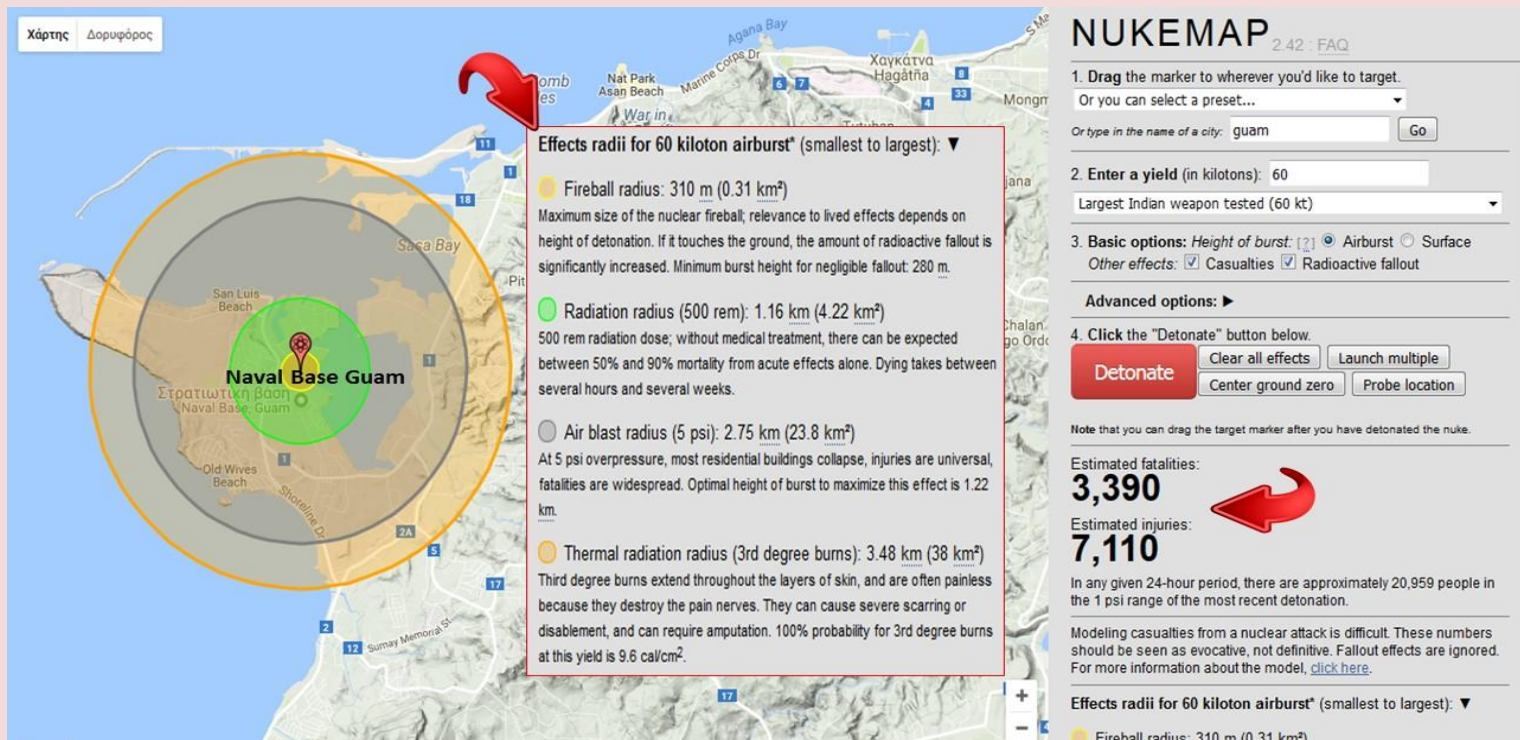 Χάρτης Δορυφόρος
Agana Bay
Marine Corps Dr
Χαγκάτνα
Hagåtña
8
33
6
7
4
Nat Park
Asan Beach
War in
11
1
18
Sasa Bay
San Luis
Beach
1
Naval Base Guam
Στρατιωτική βάση
Naval Base, Guam
1
Old Wives
Beach
Shoreline Dr
2A
5
17
2
12
Sumay Memorial St
17
+
−
Effects radii for 60 kiloton airburst* (smallest to largest): ▼
Fireball radius: 310 m (0.31 km²)
Maximum size of the nuclear fireball; relevance to lived effects depends on
height of detonation. If it touches the ground, the amount of radioactive fallout is
significantly increased. Minimum burst height for negligible fallout: 280 m.
Radiation radius (500 rem): 1.16 km (4.22 km²)
500 rem radiation dose; without medical treatment, there can be expected
between 50% and 90% mortality from acute effects alone. Dying takes between
several hours and several weeks.
Air blast radius (5 psi): 2.75 km (23.8 km²)
At 5 psi overpressure, most residential buildings collapse, injuries are universal,
fatalities are widespread. Optimal height of burst to maximize this effect is 1.22
km.
Thermal radiation radius (3rd degree burns): 3.48 km (38 km²)
Third degree burns extend throughout the layers of skin, and are often painless
because they destroy the pain nerves. They can cause severe scarring or
disablement, and can require amputation. 100% probability for 3rd degree burns
at this yield is 9.6 cal/cm².
NUKEMAP 2.42 : FAQ
1. Drag the marker to wherever you'd like to target.
Or you can select a preset...
Or type in the name of a city: guam Go
2. Enter a yield (in kilotons): 60
Largest Indian weapon tested (60 kt)
3. Basic options: Height of burst: [?] Airburst Surface
Other effects: Casualties Radioactive fallout
Advanced options: ▶
4. Click the "Detonate" button below.
Detonate
Clear all effects Launch multiple
Center ground zero Probe location
Note that you can drag the target marker after you have detonated the nuke.
Estimated fatalities:
3,390
Estimated injuries:
7,110
In any given 24-hour period, there are approximately 20,959 people in
the 1 psi range of the most recent detonation.
Modeling casualties from a nuclear attack is difficult. These numbers
should be seen as evocative, not definitive. Fallout effects are ignored.
For more information about the model, click here.
Effects radii for 60 kiloton airburst* (smallest to largest): ▼
Fireball radius: 310 m (0.31 km²)